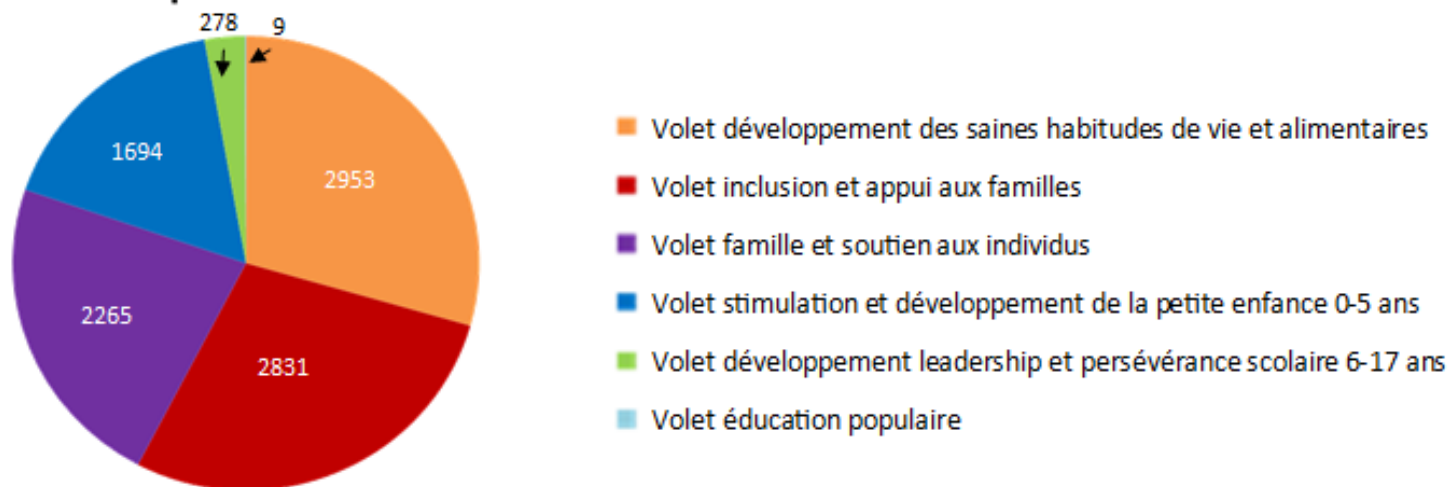 278
9
1694
2953
2265
2831
Volet développement des saines habitudes de vie et alimentaires
Volet inclusion et appui aux familles
Volet famille et soutien aux individus
Volet stimulation et développement de la petite enfance 0-5 ans
Volet développement leadership et persévérance scolaire 6-17 ans
Volet éducation populaire